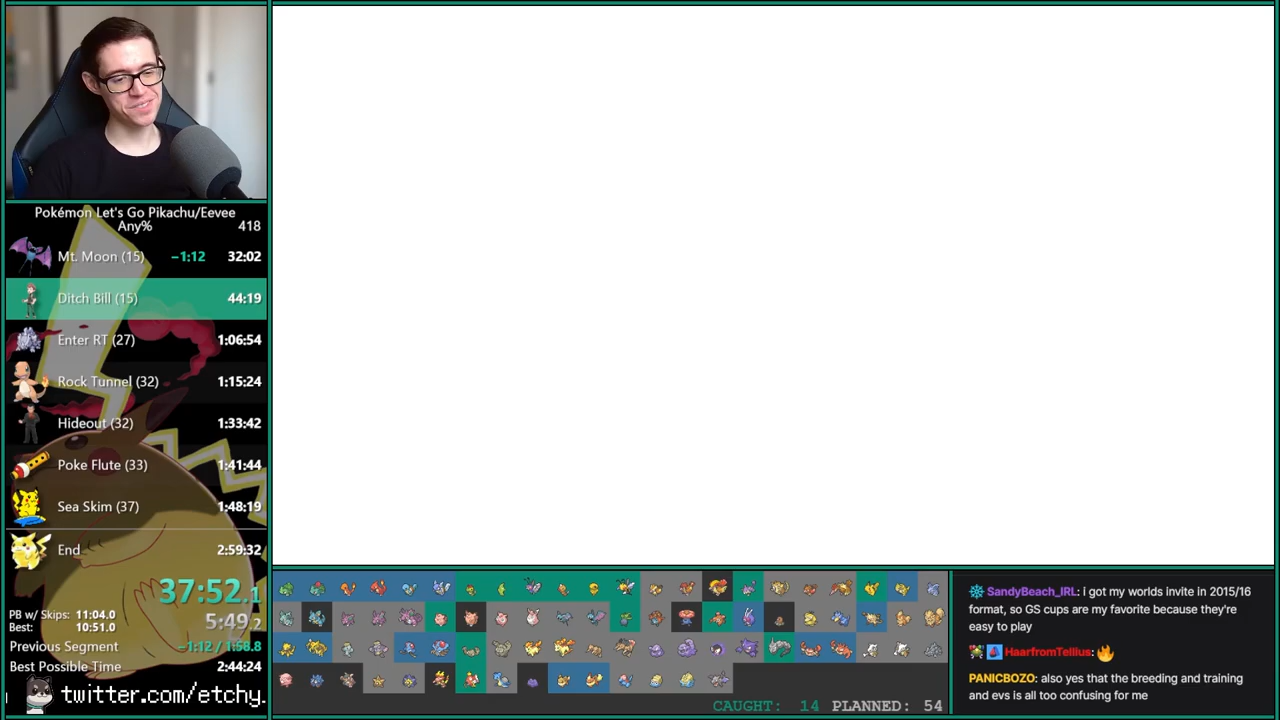 Pokémon Let's Go Pikachu/Eevee
Any% 418
Mt. Moon (15) −1:12 32:02
Ditch Bill (15) 44:19
Enter RT (27) 1:06:54
Rock Tunnel (32) 1:15:24
Hideout (32) 1:33:42
Poke Flute (33) 1:41:44
Sea Skim (37) 1:48:19
End 2:59:32
37:52.1
PB w/ Skips: 11:04.0
Best: 10:51.0
5:49.2
Previous Segment −1:12 / 1:56.8
Best Possible Time 2:44:24
twitter.com/etchy.
CAUGHT: 14 PLANNED: 54
SandyBeach_IRL: i got my worlds invite in 2015/16
format, so GS cups are my favorite because they're
easy to play
HaarfromTellius:
PANICBOZO: also yes that the breeding and training
and evs is all too confusing for me